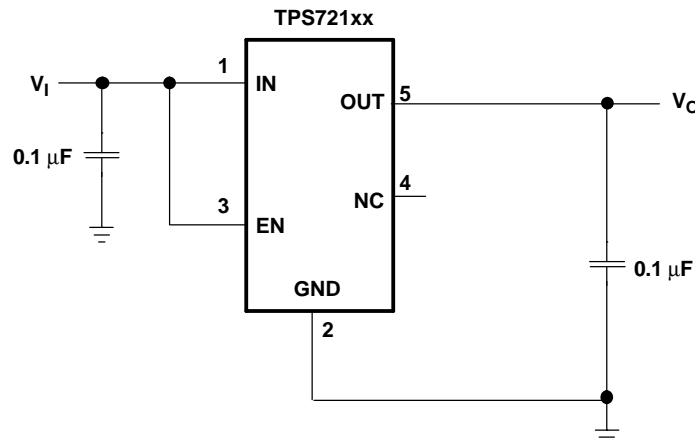 TPS721xx
V_I
1
IN
OUT
5
V_O
0.1 μF
4
NC
3
EN
0.1 μF
GND
2